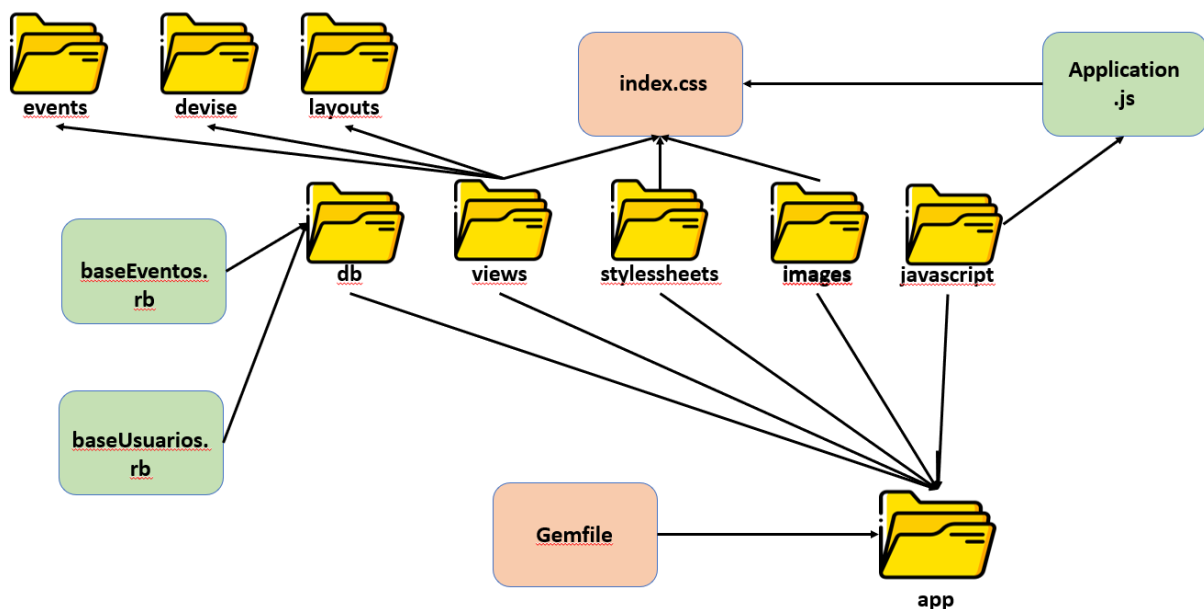 events
devise
layouts
index.css
Application
.js
baseEventos.
rb
db
views
stylessheets
images
javascript
baseUsuarios.
rb
Gemfile
app